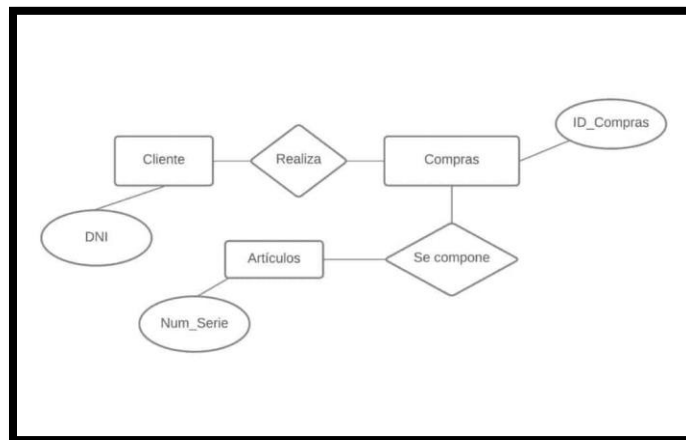 ID_Compras
Cliente
Realiza
Compras
DNI
Artículos
Se compone
Num_Serie